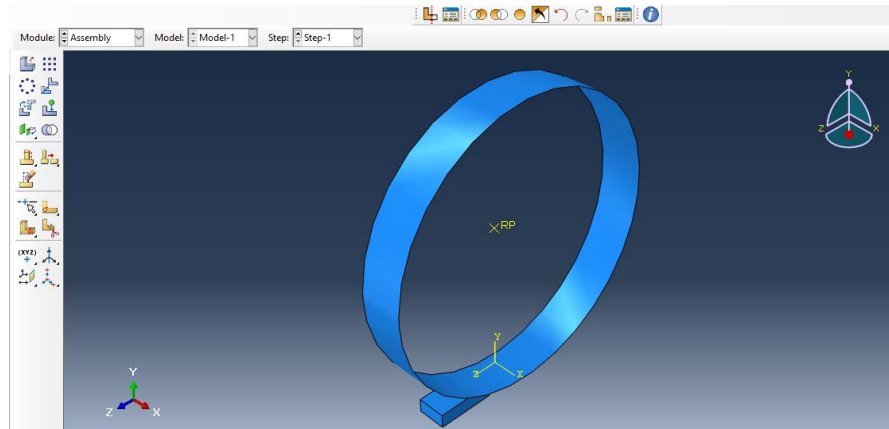 Module: Assembly Model: Model-1 Step: Step-1
(XYZ)
Y
Z X
RP
Y
Z X
Y
Z X